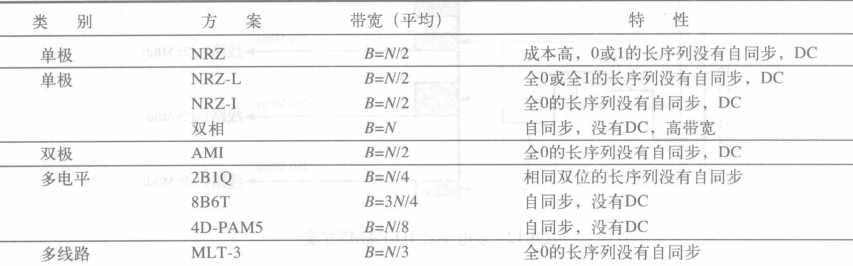 类 别 方 案 带宽（平均） 特 性
单极 NRZ B=N/2 成本高，0或1的长序列没有自同步，DC
单极 NRZ-L B=N/2 全0或全1的长序列没有自同步，DC
NRZ-I B=N/2 全0的长序列没有自同步，DC
双相 B=N 自同步，没有DC，高带宽
双极 AMI B=N/2 全0的长序列没有自同步，DC
多电平 2B1Q B=N/4 相同双位的长序列没有自同步
8B6T B=3N/4 自同步，没有DC
4D-PAM5 B=N/8 自同步，没有DC
多线路 MLT-3 B=N/3 全0的长序列没有自同步